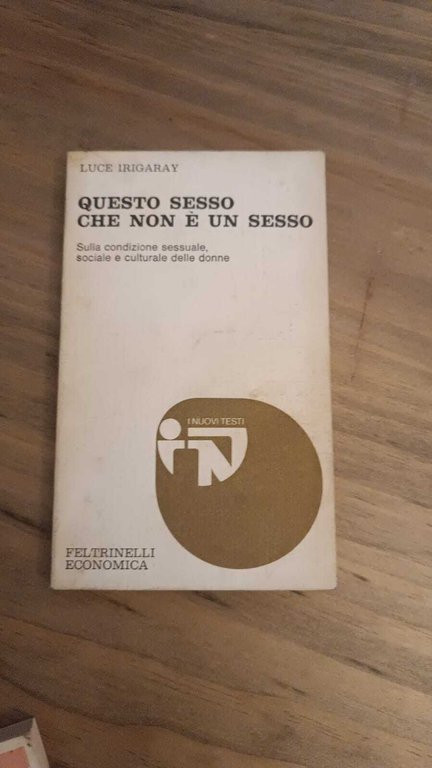 LUCE IRIGARAY
QUESTO SESSO
CHE NON È UN SESSO
Sulla condizione sessuale,
sociale e culturale delle donne
I NUOVI TESTI
FELTRINELLI
ECONOMICA